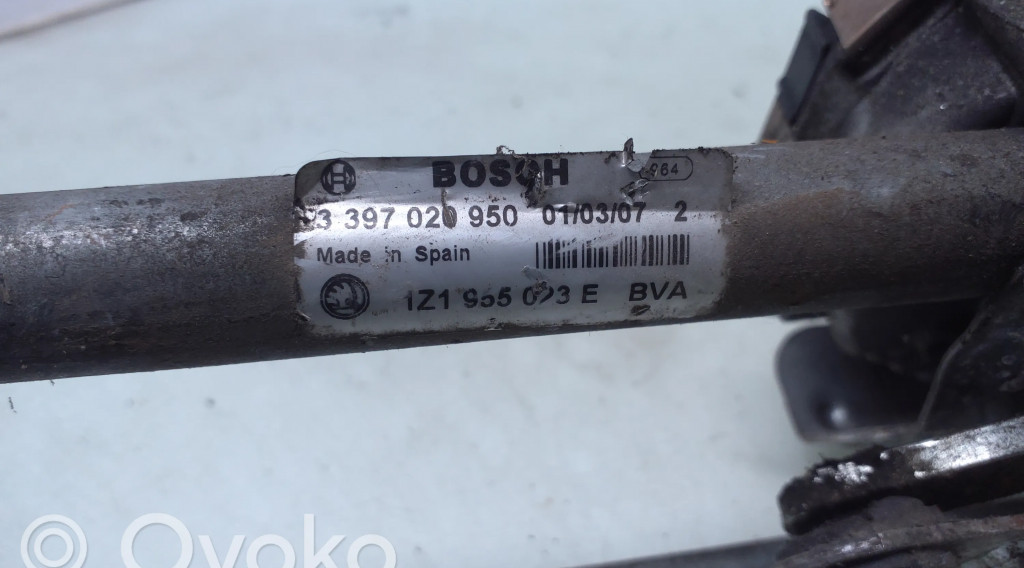 BOSCH
3 397 020 950 01/03/07 2
Made in Spain
1Z1 955 023 E BVA
Ovoko